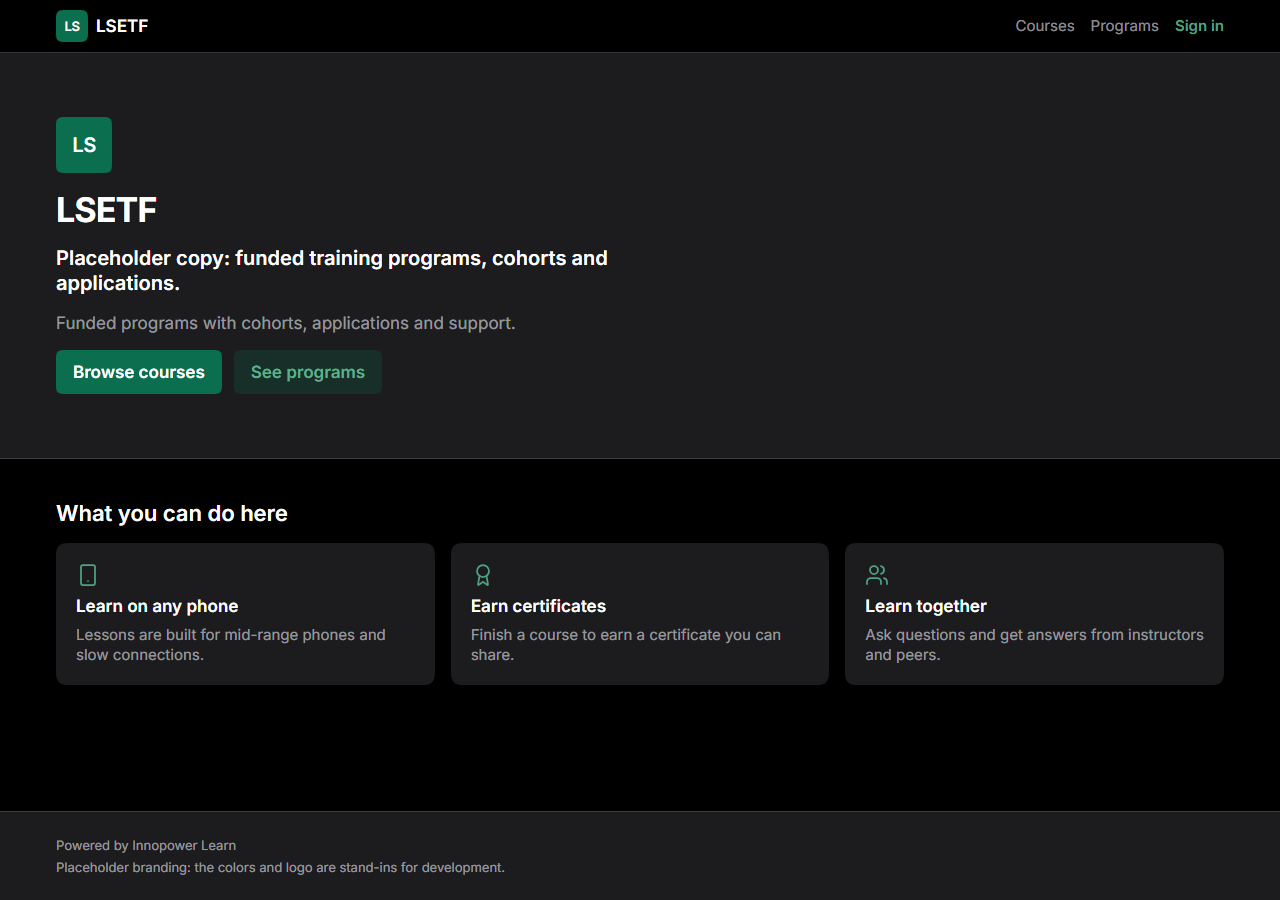 LS LSETF
Courses Programs Sign in
LS
LSETF
Placeholder copy: funded training programs, cohorts and
applications.
Funded programs with cohorts, applications and support.
Browse courses See programs
What you can do here
Learn on any phone
Lessons are built for mid-range phones and
slow connections.
Earn certificates
Finish a course to earn a certificate you can
share.
Learn together
Ask questions and get answers from instructors
and peers.
Powered by Innopower Learn
Placeholder branding: the colors and logo are stand-ins for development.